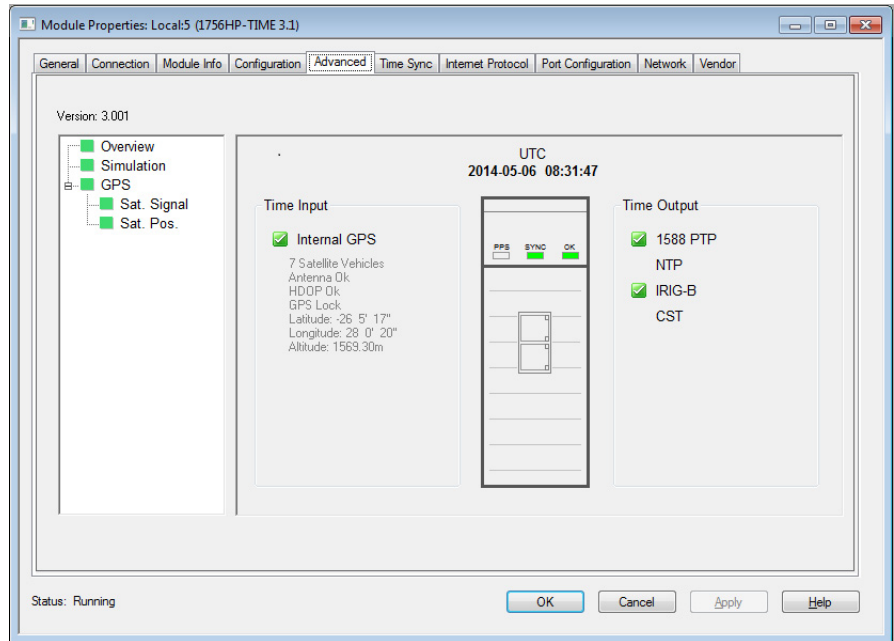 Module Properties: Local:5 (1756HP-TIME 3.1)
General Connection Module Info Configuration Advanced Time Sync Internet Protocol Port Configuration Network Vendor
Version: 3.001
Overview
Simulation
GPS
Sat. Signal
Sat. Pos.
UTC
2014-05-06 08:31:47
Time Input
Internal GPS
7 Satellite Vehicles
Antenna Ok
HDOP Ok
GPS Lock
Latitude: -26 5' 17"
Longitude: 28 0' 20"
Altitude: 1569.30m
PPS SYNC OK
Time Output
1588 PTP
NTP
IRIG-B
CST
Status: Running
OK Cancel Apply Help